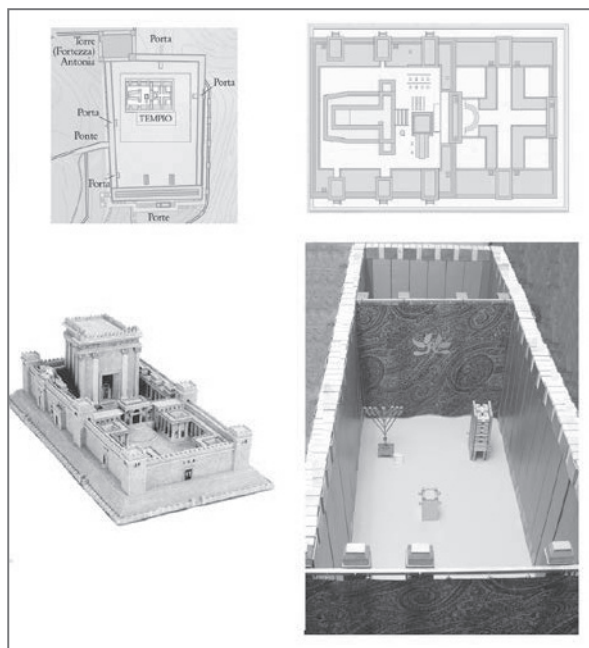 Torre
(Fortezza)
Antonia
Porta
Porta
Porta
TEMPIO
Ponte
Porta
Porte